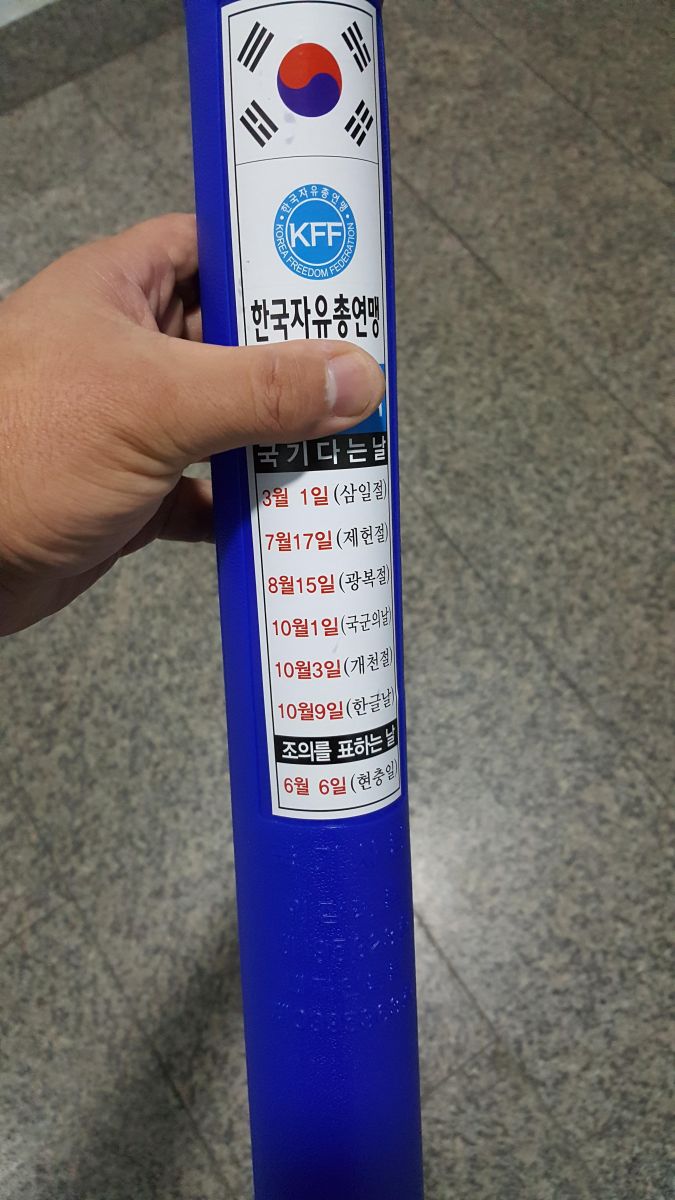 한국자유총연맹
KFF
KOREA FREEDOM FEDERATION
한국자유총연맹
국기다는날
3월 1일(삼일절)
7월17일(제헌절)
8월15일(광복절)
10월1일(국군의날)
10월3일(개천절)
10월9일(한글날)
조의를 표하는 날
6월 6일(현충일)